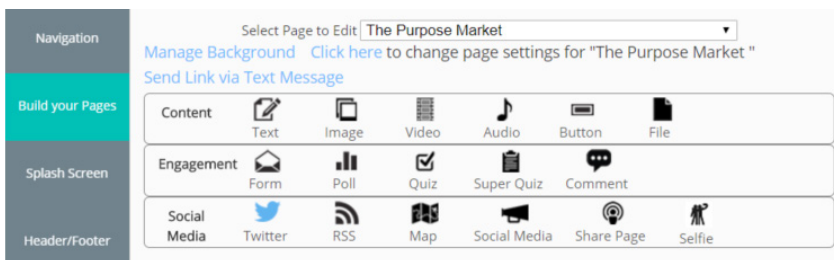 Navigation
Build your Pages
Splash Screen
Header/Footer
Select Page to Edit The Purpose Market
Manage Background Click here to change page settings for "The Purpose Market "
Send Link via Text Message
Content
Text Image Video Audio Button File
Engagement
Form Poll Quiz Super Quiz Comment
Social
Media
Twitter RSS Map Social Media Share Page Selfie